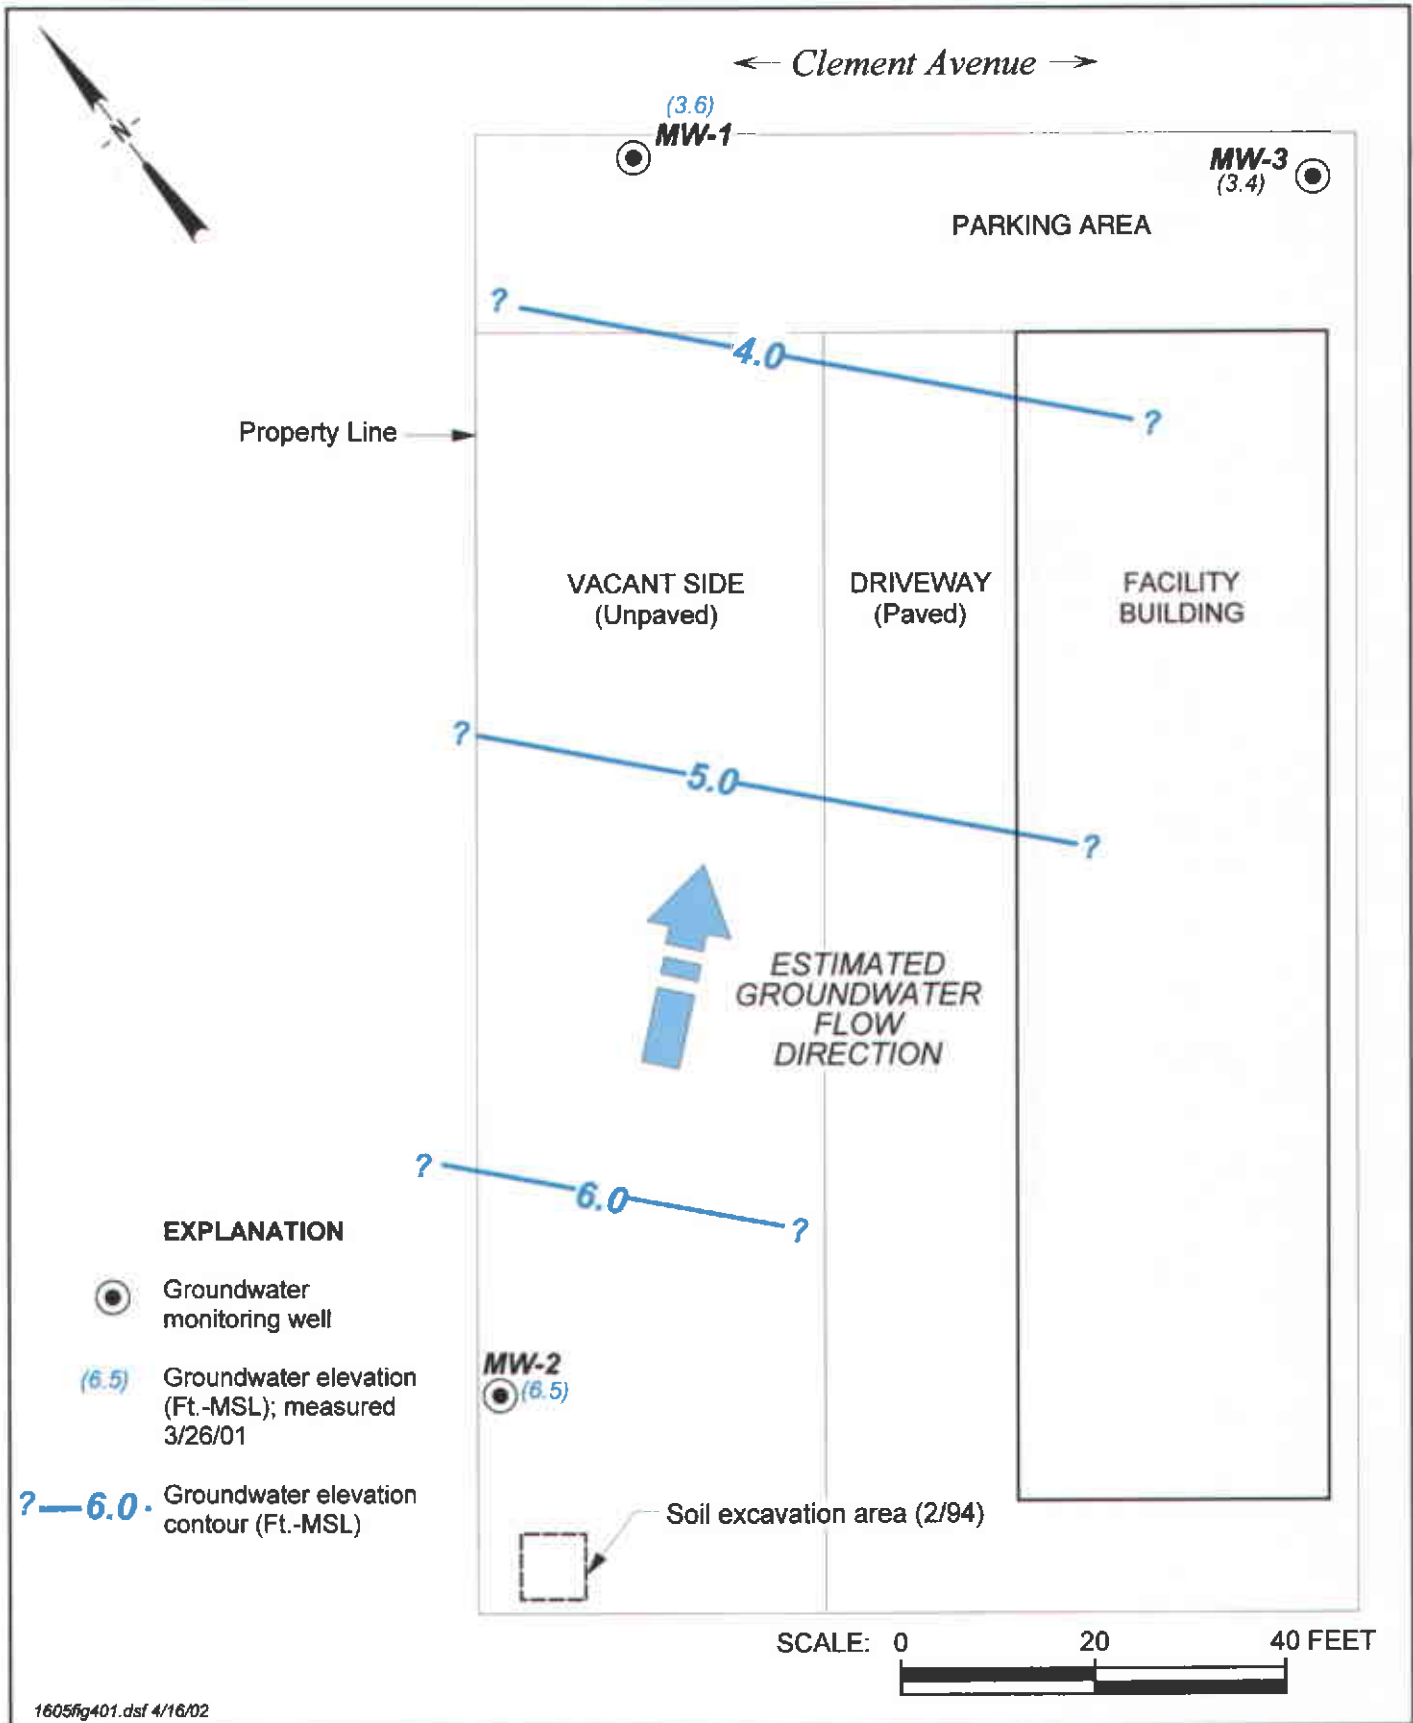 ← Clement Avenue →
(3.6)
MW-1
MW-3
(3.4)
N
PARKING AREA
?
4.0
?
Property Line
VACANT SIDE
(Unpaved)
DRIVEWAY
(Paved)
FACILITY
BUILDING
?
5.0
?
ESTIMATED
GROUNDWATER
FLOW
DIRECTION
?
6.0
?
EXPLANATION
Groundwater
monitoring well
(6.5) Groundwater elevation
(Ft.-MSL); measured
3/26/01
? 6.0 Groundwater elevation
contour (Ft.-MSL)
MW-2
(6.5)
Soil excavation area (2/94)
SCALE: 0 20 40 FEET
1605fig401.dsf 4/16/02